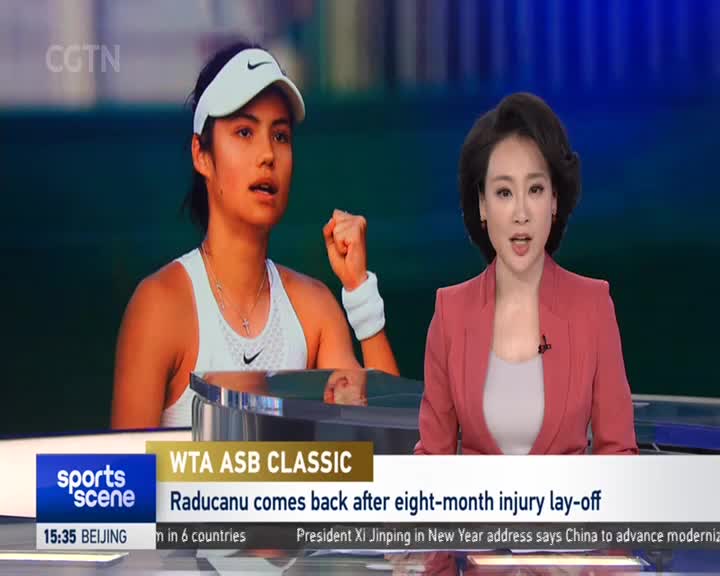 CGTN
WTA ASB CLASSIC
Raducanu comes back after eight-month injury lay-off
sports
scene
15:35 BEIJING
m in 6 countries President Xi Jinping in New Year address says China to advance moderniz